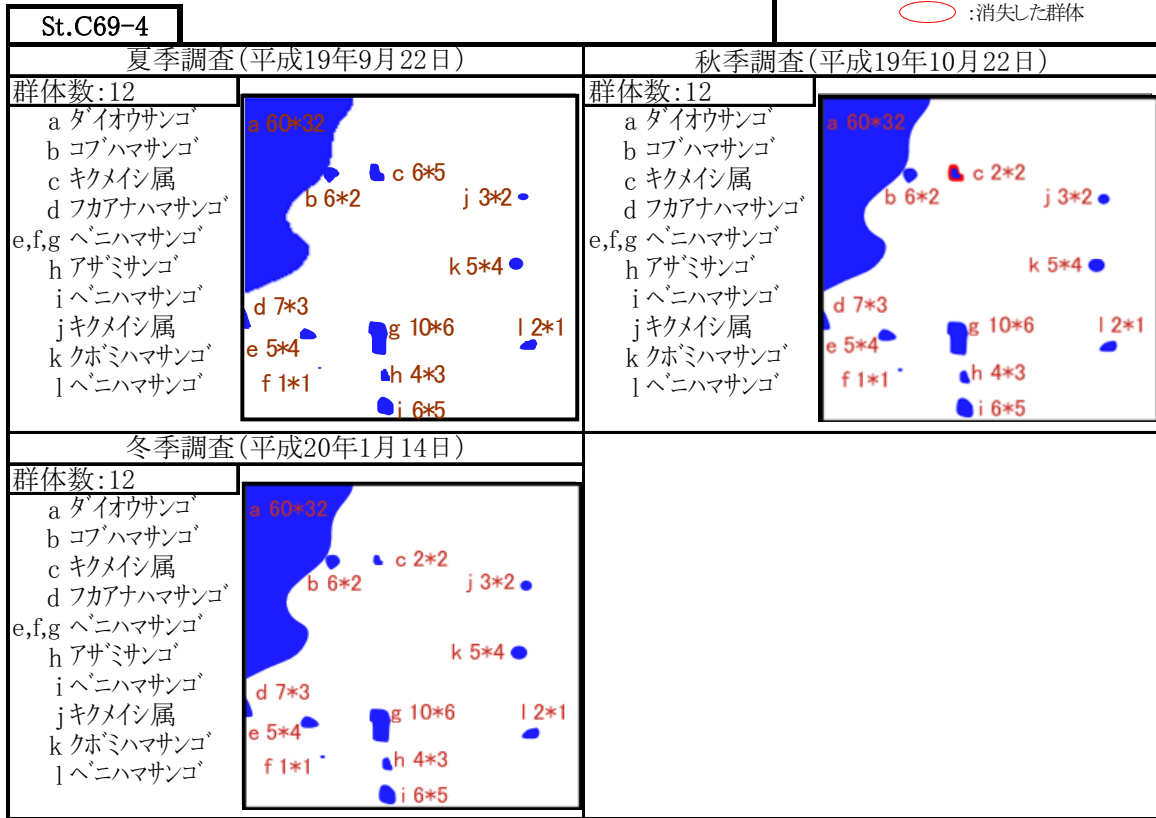 St.C69-4
:消失した群体
夏季調査(平成19年9月22日)
群体数:12
a ダイオウサンゴ
b コブハマサンゴ
c キクメイシ属
d フカアナハマサンゴ
e,f,g ベニハマサンゴ
h アザミサンゴ
i ベニハマサンゴ
j キクメイシ属
k クボミハマサンゴ
l ベニハマサンゴ
a 60*32
c 6*5
b 6*2
j 3*2
k 5*4
d 7*3
g 10*6
l 2*1
e 5*4
h 4*3
f 1*1
i 6*5
秋季調査(平成19年10月22日)
群体数:12
a ダイオウサンゴ
b コブハマサンゴ
c キクメイシ属
d フカアナハマサンゴ
e,f,g ベニハマサンゴ
h アザミサンゴ
i ベニハマサンゴ
j キクメイシ属
k クボミハマサンゴ
l ベニハマサンゴ
a 60*32
c 2*2
b 6*2
j 3*2
k 5*4
d 7*3
g 10*6
l 2*1
e 5*4
h 4*3
f 1*1
i 6*5
冬季調査(平成20年1月14日)
群体数:12
a ダイオウサンゴ
b コブハマサンゴ
c キクメイシ属
d フカアナハマサンゴ
e,f,g ベニハマサンゴ
h アザミサンゴ
i ベニハマサンゴ
j キクメイシ属
k クボミハマサンゴ
l ベニハマサンゴ
a 60*32
c 2*2
b 6*2
j 3*2
k 5*4
d 7*3
g 10*6
l 2*1
e 5*4
h 4*3
f 1*1
i 6*5